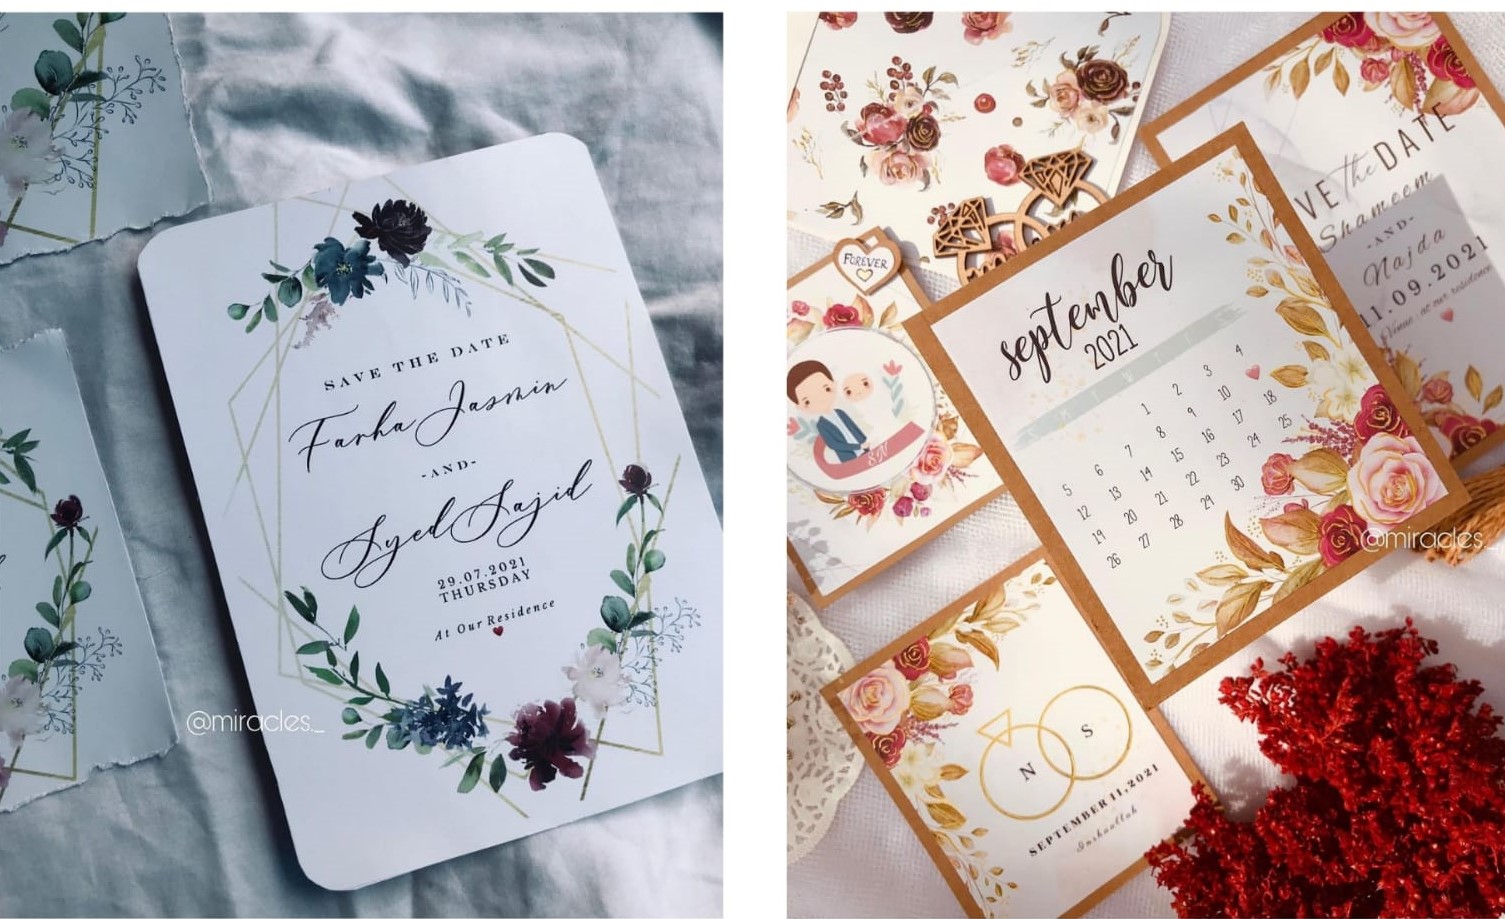 SAVE THE DATE
Farha Jasmin
-AND-
Syed Sajid
29.07.2021
THURSDAY
At Our Residence
@miracles._
FOREVER
SN
september
2021
M T W T F
1 2 3 4
5 6 7 8 9 10
12 13 14 15 16 17 18
19 20 21 22 23 24 25
26 27 28 29 30
VE the DATE
Shameem
-AND-
Najda
11.09.2021
Venue: at our residence
@miracles._
N S
SEPTEMBER 11, 2021
Inshaallah